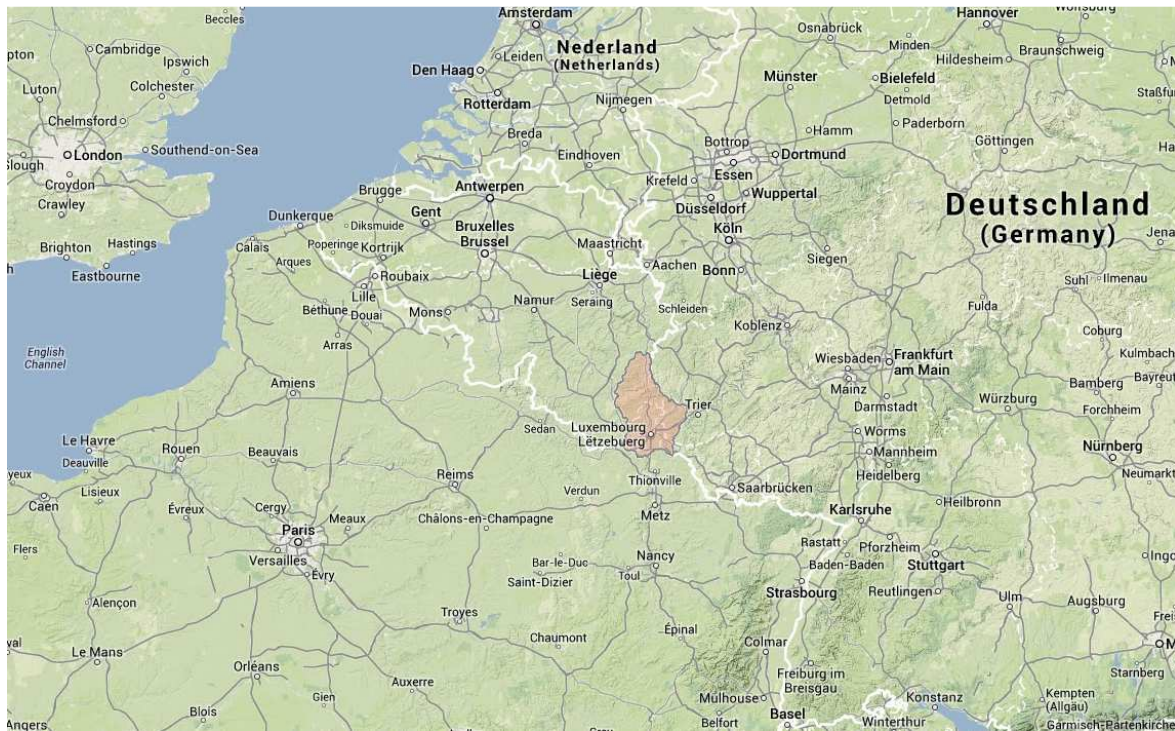 Beccles
Amsterdam
Hannover
Wolfsburg
Osnabrück
Cambridge
Leiden
Nederland
(Netherlands)
Minden
Braunschweig
Ipswich
Den Haag
Hildesheim
Luton
Colchester
Münster
Bielefeld
Rotterdam
Nijmegen
Detmold
Staßfu
Chelmsford
Breda
Hamm
Paderborn
London
Southend-on-Sea
Eindhoven
Bottrop
Dortmund
Göttingen
Slough
Essen
Croydon
Krefeld
Crawley
Brugge
Antwerpen
Wuppertal
Düsseldorf
Deutschland
(Germany)
Dunkerque
Diksmuide
Gent
Bruxelles
Brussel
Köln
Brighton
Hastings
Calais
Poperinge
Kortrijk
Maastricht
Jena
Eastbourne
Arques
Roubaix
Aachen
Bonn
Siegen
Liège
Suhl
Ilmenau
Lille
Seraing
Béthune
Douai
Mons
Namur
Schleiden
Fulda
Arras
Koblenz
Coburg
English
Channel
Wiesbaden
Frankfurt
am Main
Kulmbach
Amiens
Mainz
Bamberg
Bayreu
Darmstadt
Würzburg
Trier
Forchheim
Sedan
Luxembourg
Lëtzebuerg
Worms
Le Havre
Rouen
Beauvais
Mannheim
Nürnberg
Deauville
Heidelberg
Neumarkt
Reims
Thionville
Lisieux
Verdun
Saarbrücken
Caen
Heilbronn
Évreux
Cergy
Meaux
Châlons-en-Champagne
Metz
Karlsruhe
Paris
Flers
Versailles
Rastatt
Pforzheim
Nancy
Évry
Bar-le-Duc
Baden-Baden
Stuttgart
Saint-Dizier
Toul
Strasbourg
Reutlingen
Alençon
Troyes
Ulm
Augsburg
Épinal
Chaumont
Colmar
Le Mans
Orléans
Freiburg im
Breisgau
Starnberg
Auxerre
Gien
Mulhouse
Konstanz
Kempten
(Allgäu)
Blois
Belfort
Basel
Winterthur
Angers
Garmisch-Partenkirche